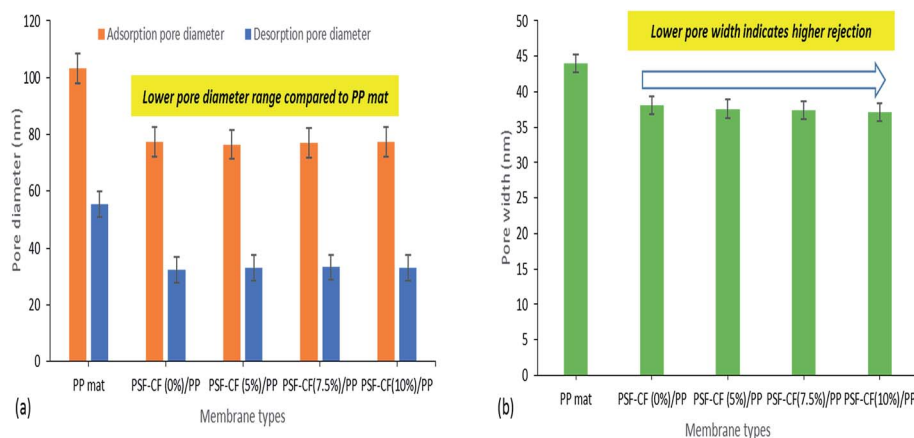 120
100
80
60
40
20
0
Pore diameter (nm)
Adsorption pore diameter
Desorption pore diameter
Lower pore diameter range compared to PP mat
PP mat
PSF-CF (0%)/PP
PSF-CF (5%)/PP
PSF-CF(7.5%)/PP
PSF-CF(10%)/PP
Membrane types
(a)
50
45
40
35
30
25
20
15
10
5
0
Pore width (nm)
Lower pore width indicates higher rejection
PP mat
PSF-CF (0%)/PP
PSF-CF (5%)/PP
PSF-CF(7.5%)/PP
PSF-CF(10%)/PP
Membrane types
(b)